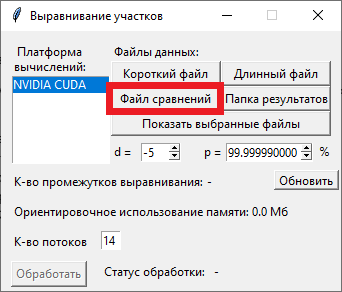 Выравнивание участков
Платформа вычислений:
Файлы данных:
NVIDIA CUDA
Короткий файл
Длинный файл
Файл сравнений
Папка результатов
Показать выбранные файлы
d = -5
p = 99.999990000 %
К-во промежутков выравнивания: -
Обновить
Ориентировочное использование памяти: 0.0 Мб
К-во потоков 14
Обработать
Статус обработки: -